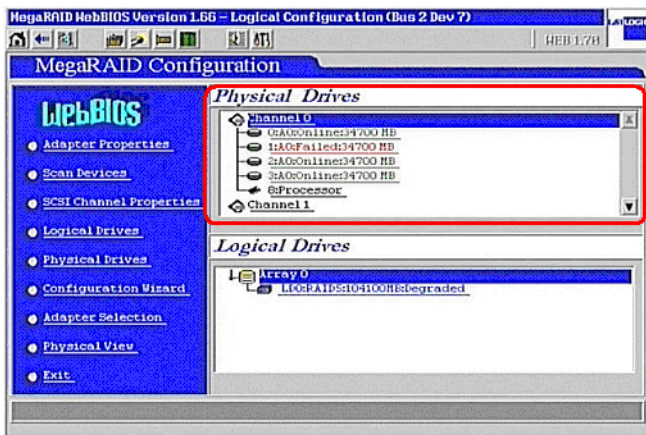 MegaRAID WebBIOS Version 1.66 - Logical Configuration (Bus 2 Dev 7)
LSI LOGIC
WEB 1.70
MegaRAID Configuration
WebBIOS
Adapter Properties
Scan Devices
SCSI Channel Properties
Logical Drives
Physical Drives
Configuration Wizard
Adapter Selection
Physical View
Exit
Physical Drives
Channel 0
0:A0:Online:34700 MB
1:A0:Failed:34700 MB
2:A0:Online:34700 MB
3:A0:Online:34700 MB
8:Processor
Channel 1
Logical Drives
Array 0
LD0:RAID5:104100MB:Degraded